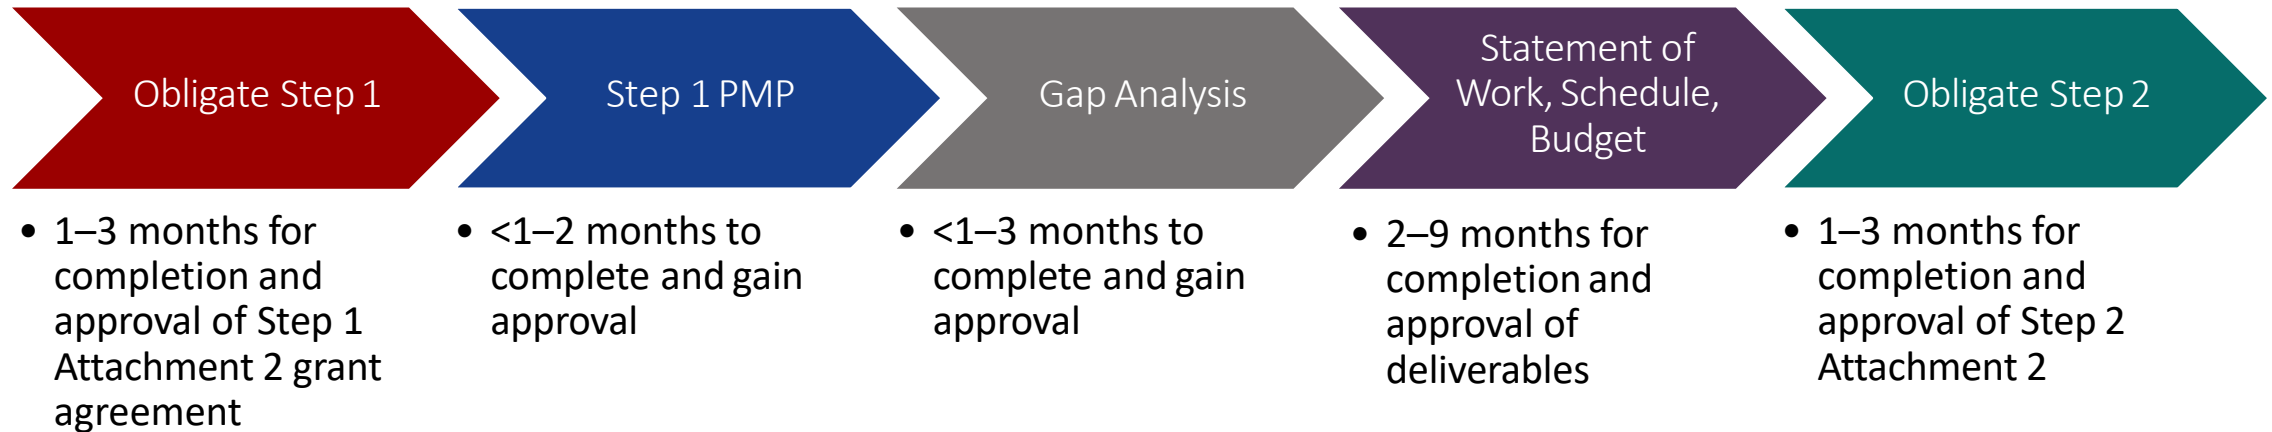 Obligate Step 1
Step 1 PMP
Gap Analysis
Statement of
Work, Schedule,
Budget
Obligate Step 2
• 1–3 months for
completion and
approval of Step 1
Attachment 2 grant
agreement
• <1–2 months to
complete and gain
approval
• <1–3 months to
complete and gain
approval
• 2–9 months for
completion and
approval of
deliverables
• 1–3 months for
completion and
approval of Step 2
Attachment 2